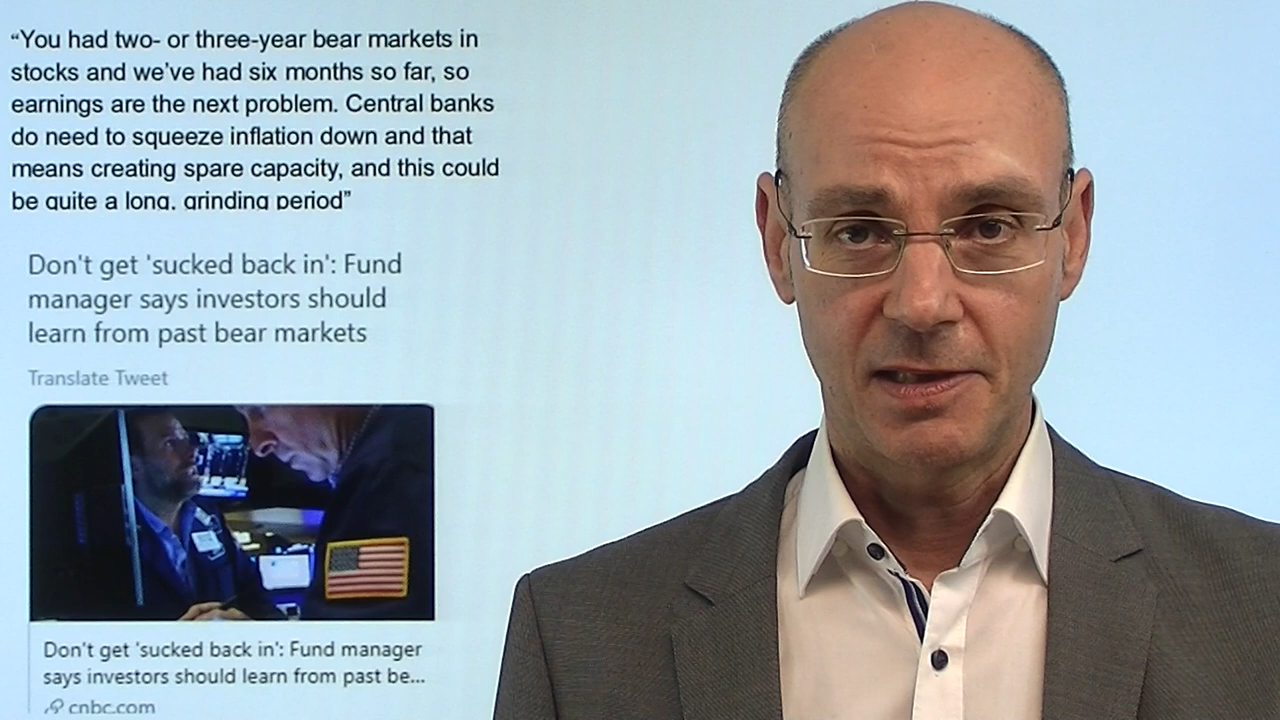 “You had two- or three-year bear markets in
stocks and we've had six months so far, so
earnings are the next problem. Central banks
do need to squeeze inflation down and that
means creating spare capacity, and this could
be quite a long, grinding period”
Don't get 'sucked back in': Fund
manager says investors should
learn from past bear markets
Translate Tweet
Don't get 'sucked back in': Fund manager
says investors should learn from past be...
cnbc.com